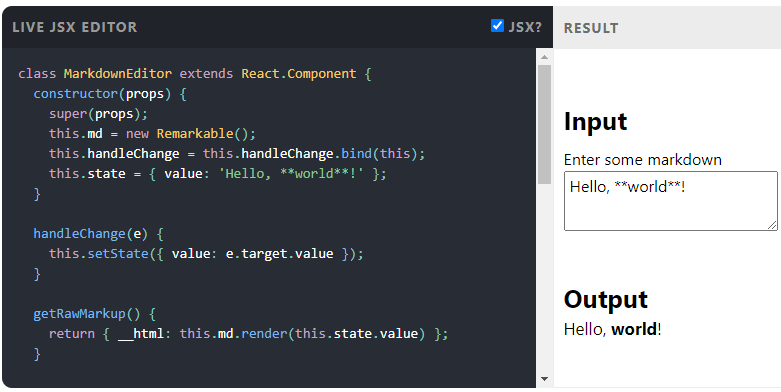 LIVE JSX EDITOR
JSX?
class MarkdownEditor extends React.Component {
  constructor(props) {
    super(props);
    this.md = new Remarkable();
    this.handleChange = this.handleChange.bind(this);
    this.state = { value: 'Hello, **world**!' };
  }

  handleChange(e) {
    this.setState({ value: e.target.value });
  }

  getRawMarkup() {
    return { __html: this.md.render(this.state.value) };
  }
RESULT
Input
Enter some markdown
Hello, **world**!
Output
Hello, world!